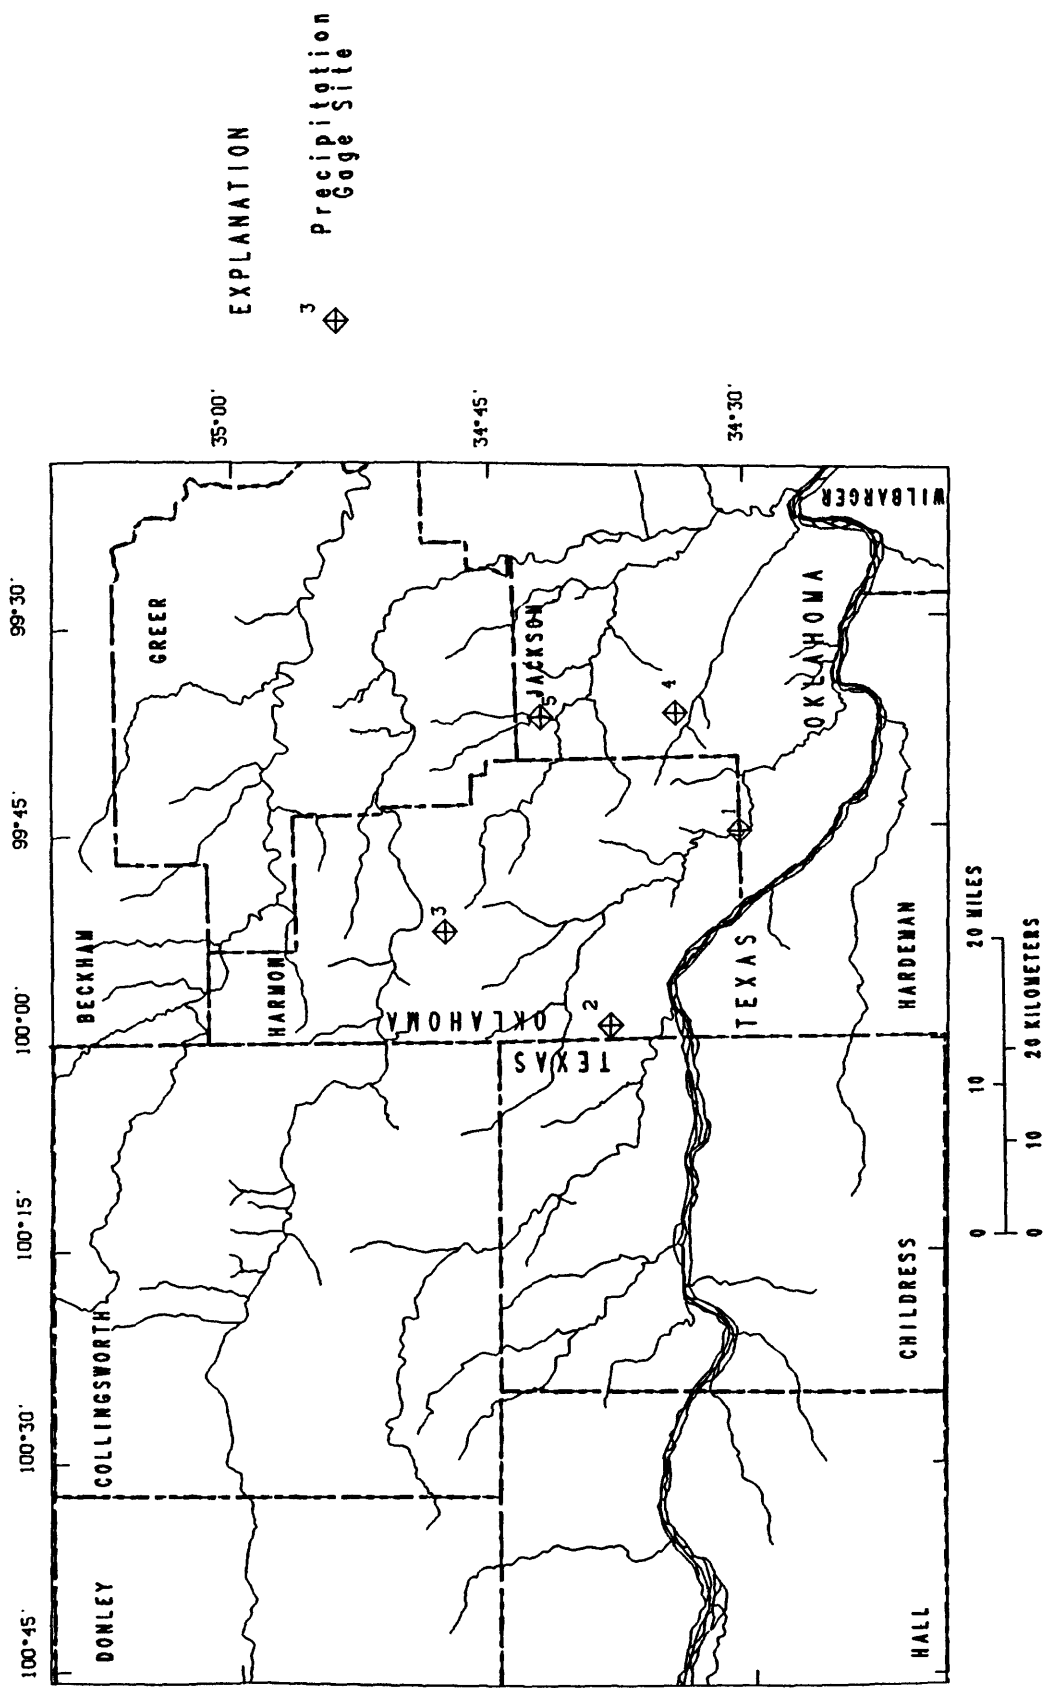 100°45'
100°30'
100°15'
100°00'
99°45'
99°30'
DONLEY
COLLINGSWORTH
BECKHAM
GREER
35°00'
HARMON
34°45'
OKLAHOMA
TEXAS
3
JACKSON
5
2
4
1
34°30'
TEXAS
OKLAHOMA
WILBARGER
HALL
CHILDRESS
HARDEMAN
0 10 20 MILES
0 10 20 KILOMETERS
EXPLANATION
3
Precipitation
Gage Site